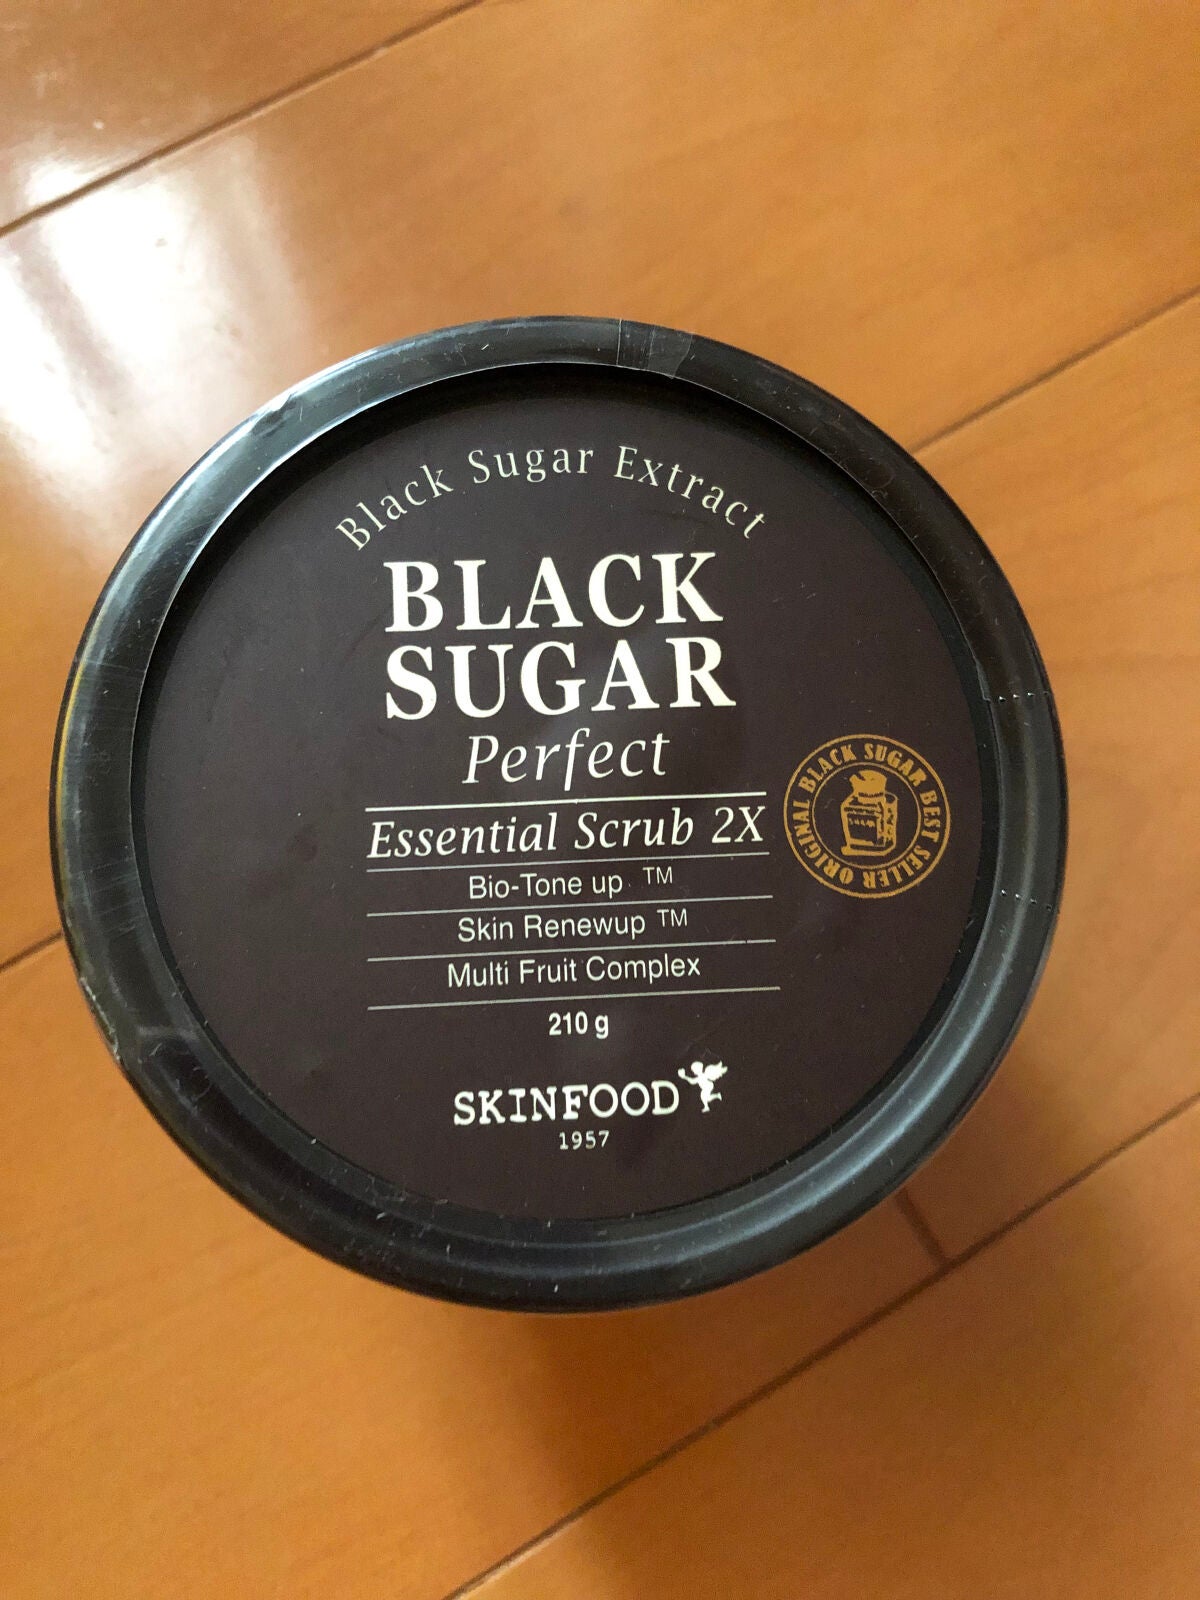 Black Sugar Extract
BLACK
SUGAR
Perfect
Essential Scrub 2X
Bio-Tone up ™
Skin Renewup ™
Multi Fruit Complex
210 g
SKINFOOD
1957
ORIGINAL BLACK SUGAR BEST SELLER